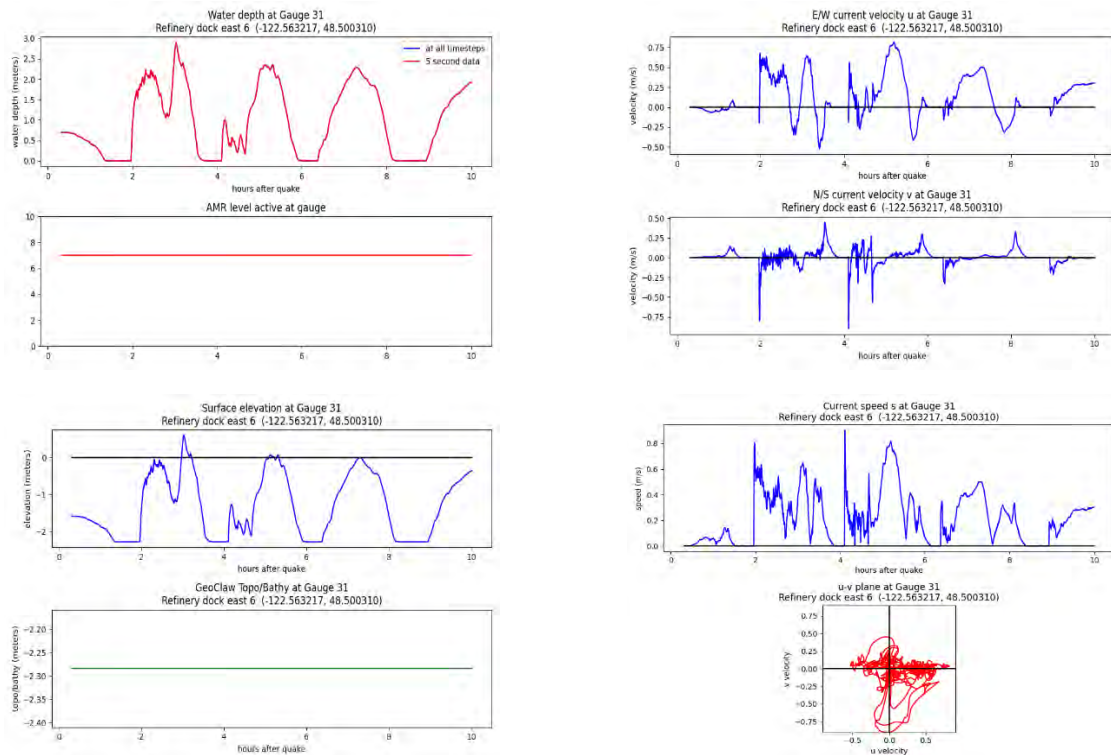 Water depth at Gauge 31
Refinery dock east 6 (-122.563217, 48.500310)
3.0
2.5
2.0
1.5
1.0
0.5
0.0
water depth (meters)
at all timesteps
5 second data
0 2 4 6 8 10
hours after quake
AMR level active at gauge
10
8
6
4
2
0
0 2 4 6 8 10
hours after quake
Surface elevation at Gauge 31
Refinery dock east 6 (-122.563217, 48.500310)
0
−1
−2
elevation (meters)
0 2 4 6 8 10
hours after quake
GeoClaw Topo/Bathy at Gauge 31
Refinery dock east 6 (-122.563217, 48.500310)
−2.20
−2.25
−2.30
−2.35
−2.40
topo/bathy (meters)
0 2 4 6 8 10
hours after quake
E/W current velocity u at Gauge 31
Refinery dock east 6 (-122.563217, 48.500310)
0.75
0.50
0.25
0.00
−0.25
−0.50
velocity (m/s)
0 2 4 6 8 10
hours after quake
N/S current velocity v at Gauge 31
Refinery dock east 6 (-122.563217, 48.500310)
0.50
0.25
0.00
−0.25
−0.50
−0.75
velocity (m/s)
0 2 4 6 8 10
hours after quake
Current speed s at Gauge 31
Refinery dock east 6 (-122.563217, 48.500310)
0.8
0.6
0.4
0.2
0.0
speed (m/s)
0 2 4 6 8 10
hours after quake
u-v plane at Gauge 31
Refinery dock east 6 (-122.563217, 48.500310)
0.75
0.50
0.25
0.00
−0.25
−0.50
−0.75
v velocity
−0.5 0.0 0.5
u velocity